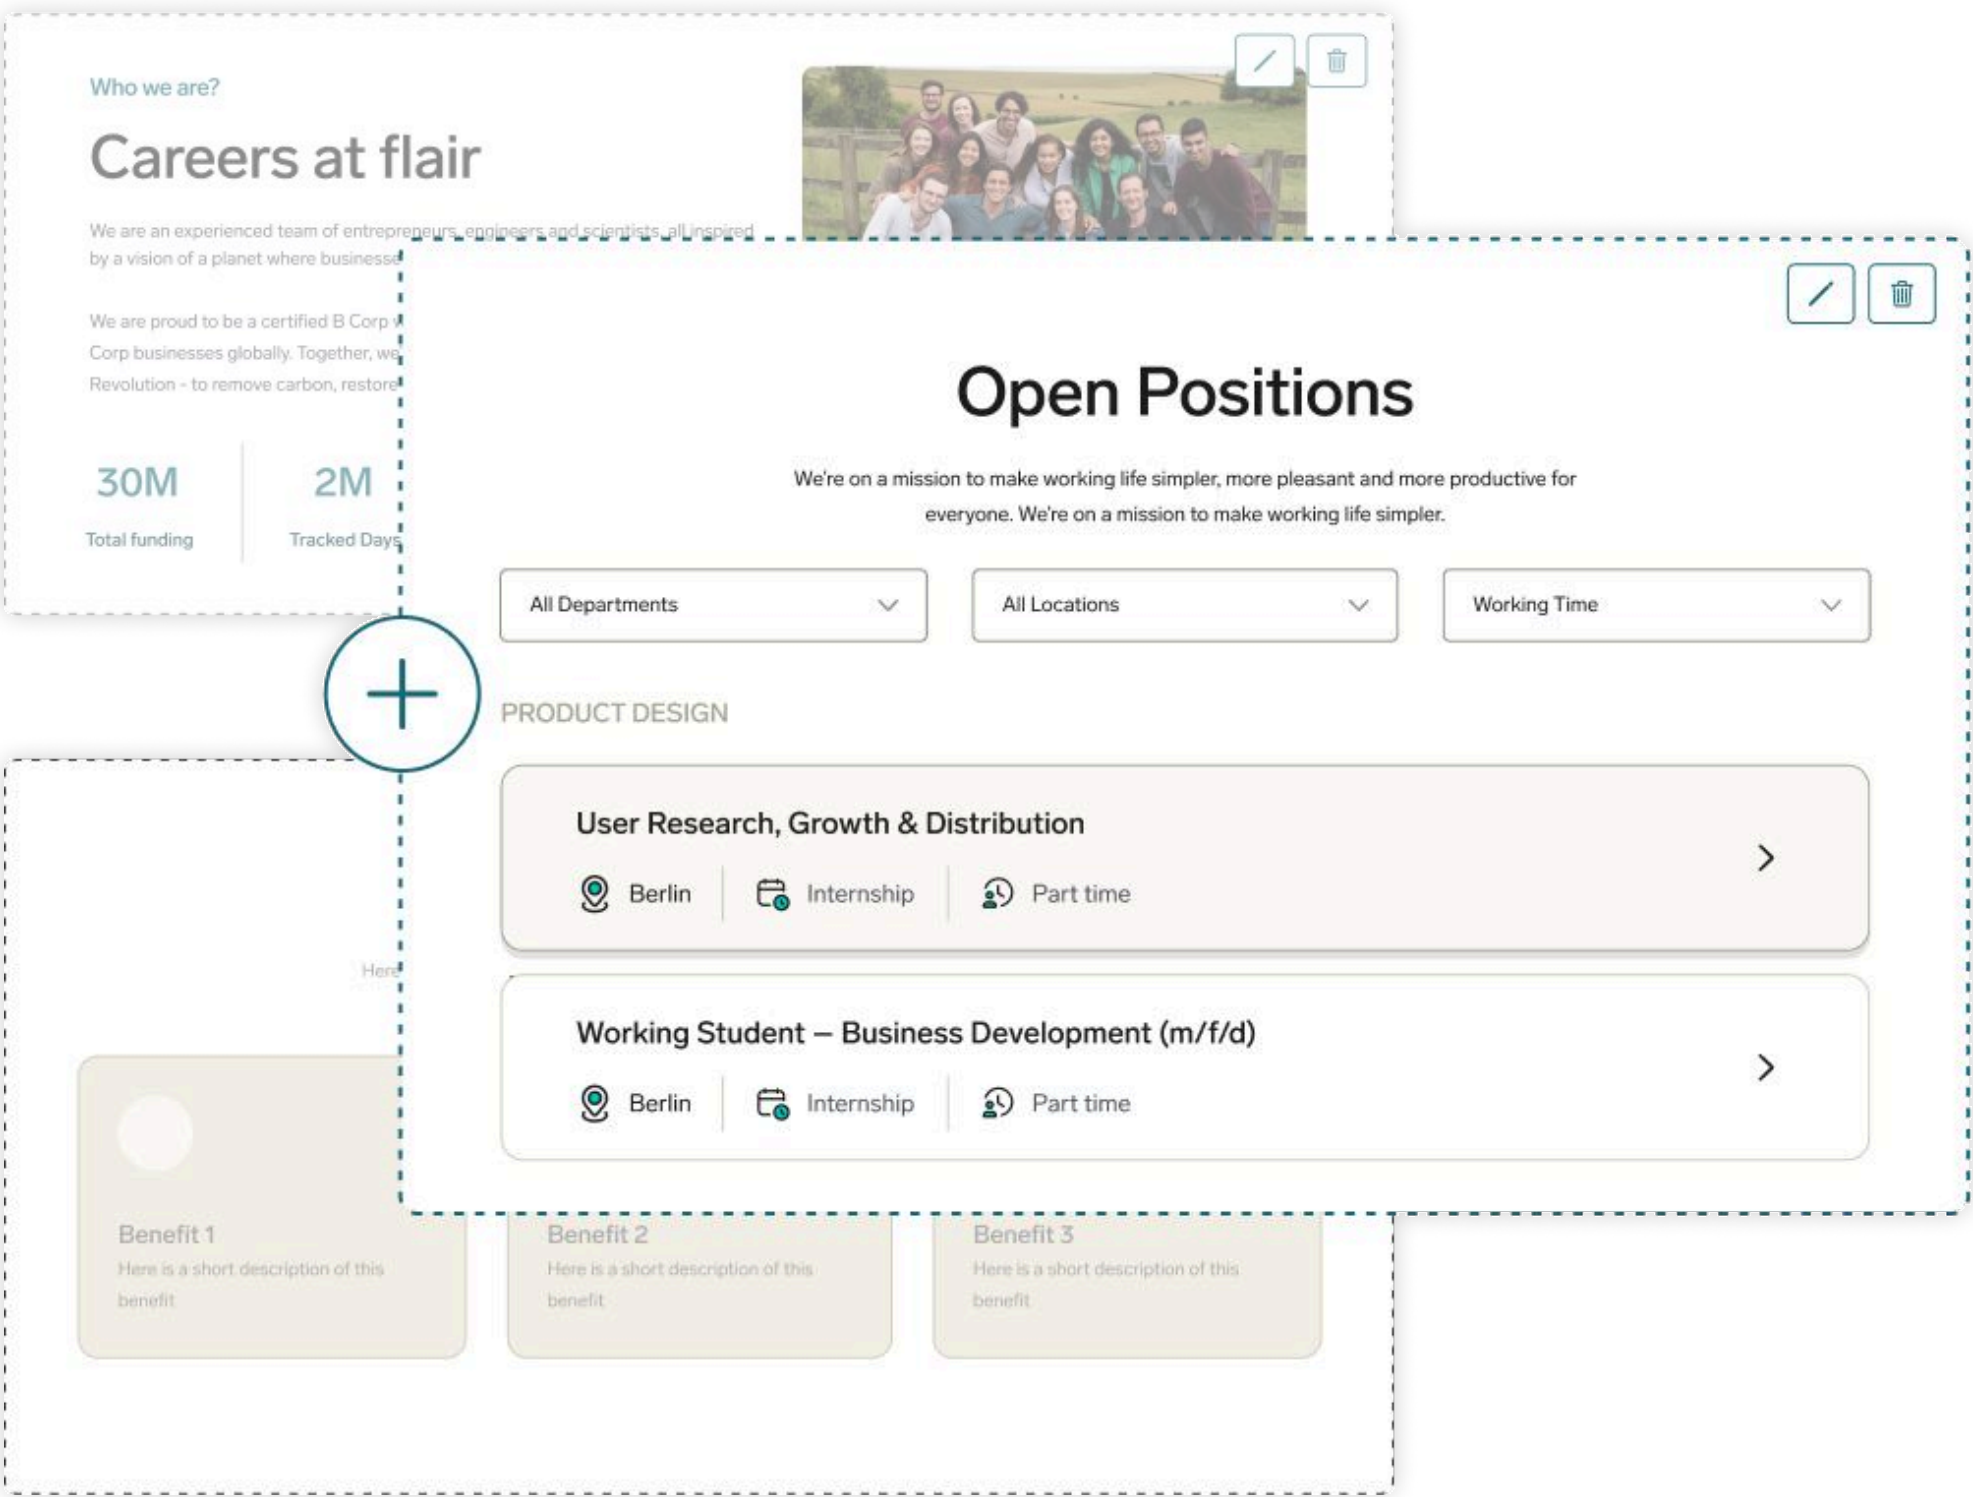 Who we are?
Careers at flair
We are an experienced team of entrepreneurs, engineers and scientists, all inspired
by a vision of a planet where businesse
We are proud to be a certified B Corp
Corp businesses globally. Together, we
Revolution - to remove carbon, restore
30M
2M
Total funding
Tracked Days
Open Positions
We're on a mission to make working life simpler, more pleasant and more productive for
everyone. We're on a mission to make working life simpler.
All Departments
All Locations
Working Time
PRODUCT DESIGN
User Research, Growth & Distribution
Berlin
Internship
Part time
Here
Working Student – Business Development (m/f/d)
Berlin
Internship
Part time
Benefit 1
Here is a short description of this
benefit
Benefit 2
Here is a short description of this
benefit
Benefit 3
Here is a short description of this
benefit